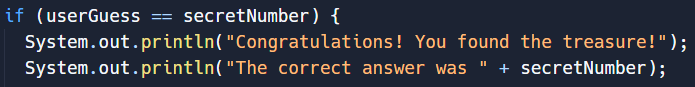 if (userGuess == secretNumber) {
  System.out.println("Congratulations! You found the treasure!");
  System.out.println("The correct answer was " + secretNumber);